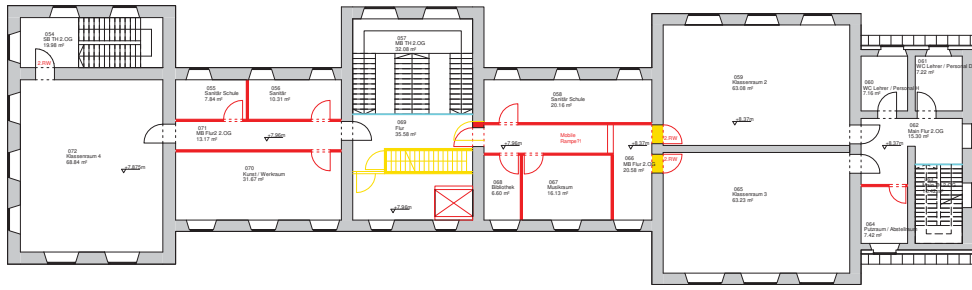 054
SB TH 2.OG
19.98 m²
2.RW
057
MB TH 2.OG
32.08 m²
055
Sanitär Schule
7.84 m²
056
Sanitär
10.31 m²
058
Sanitär Schule
20.16 m²
059
Klassenraum 2
63.08 m²
060
WC Lehrer / Personal H
7.16 m²
061
WC Lehrer / Personal D
7.22 m²
071
MB Flur2 2.OG
13.17 m²
+7.96m
069
Flur
35.58 m²
+7.96m
Mobile
Rampe?!
+8.37m
066
MB Flur 2.OG
20.58 m²
2.RW
2.RW
+8.37m
062
Main Flur 2.OG
15.30 m²
+8.37m
072
Klassenraum 4
68.84 m²
+7.875m
070
Kunst / Werkraum
31.67 m²
+7.96m
068
Bibliothek
6.60 m²
067
Musikraum
16.13 m²
065
Klassenraum 3
63.23 m²
064
Putzraum / Abstellraum
7.42 m²